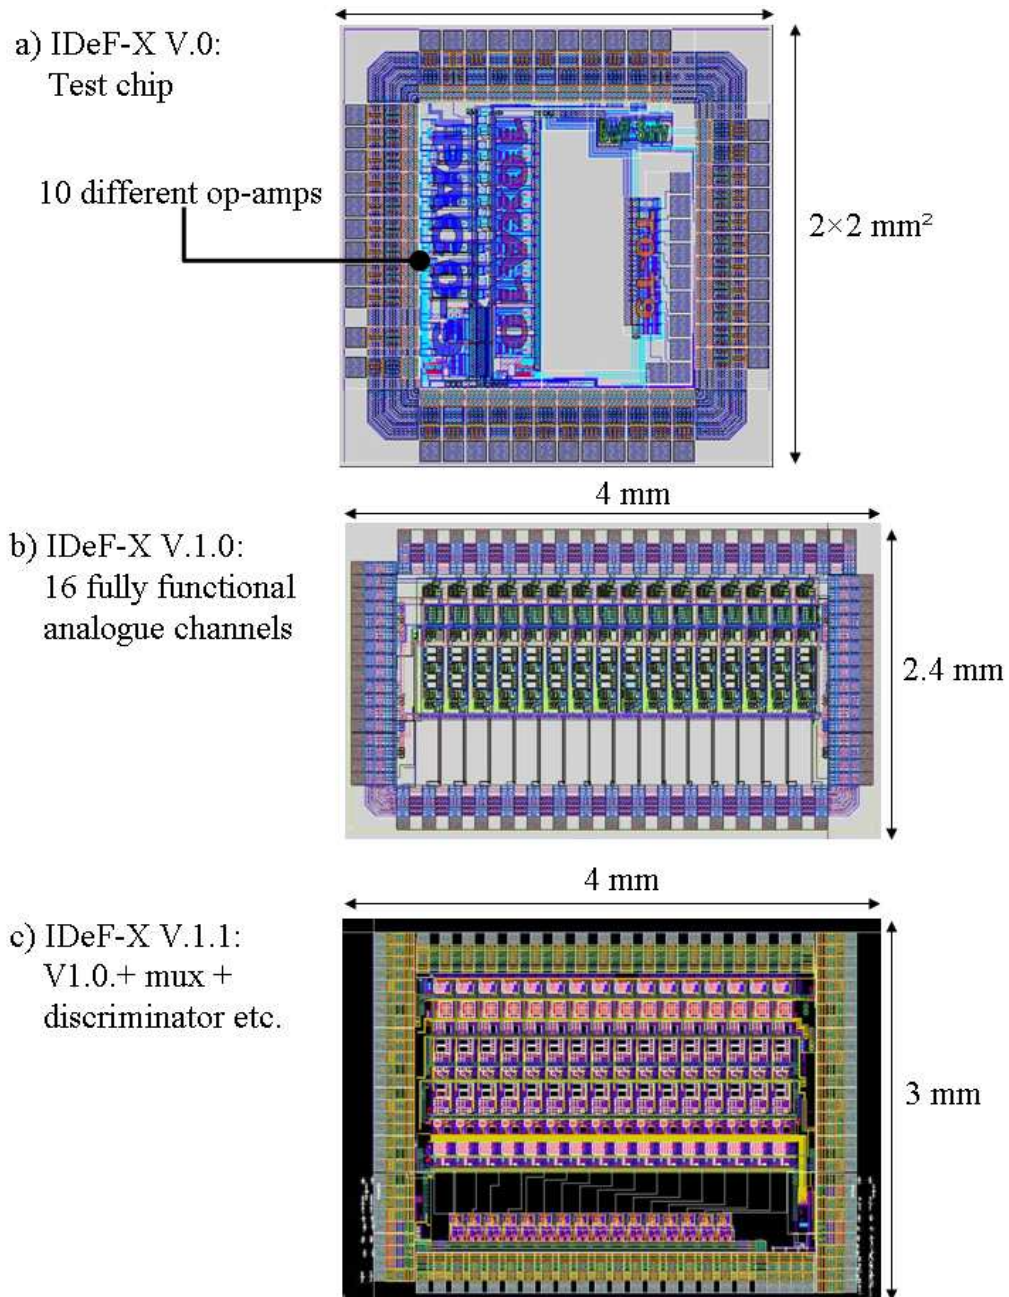 a) IDeF-X V.0:
Test chip
10 different op-amps
2×2 mm²
4 mm
b) IDeF-X V.1.0:
16 fully functional
analogue channels
2.4 mm
4 mm
c) IDeF-X V.1.1:
V1.0.+ mux +
discriminator etc.
3 mm